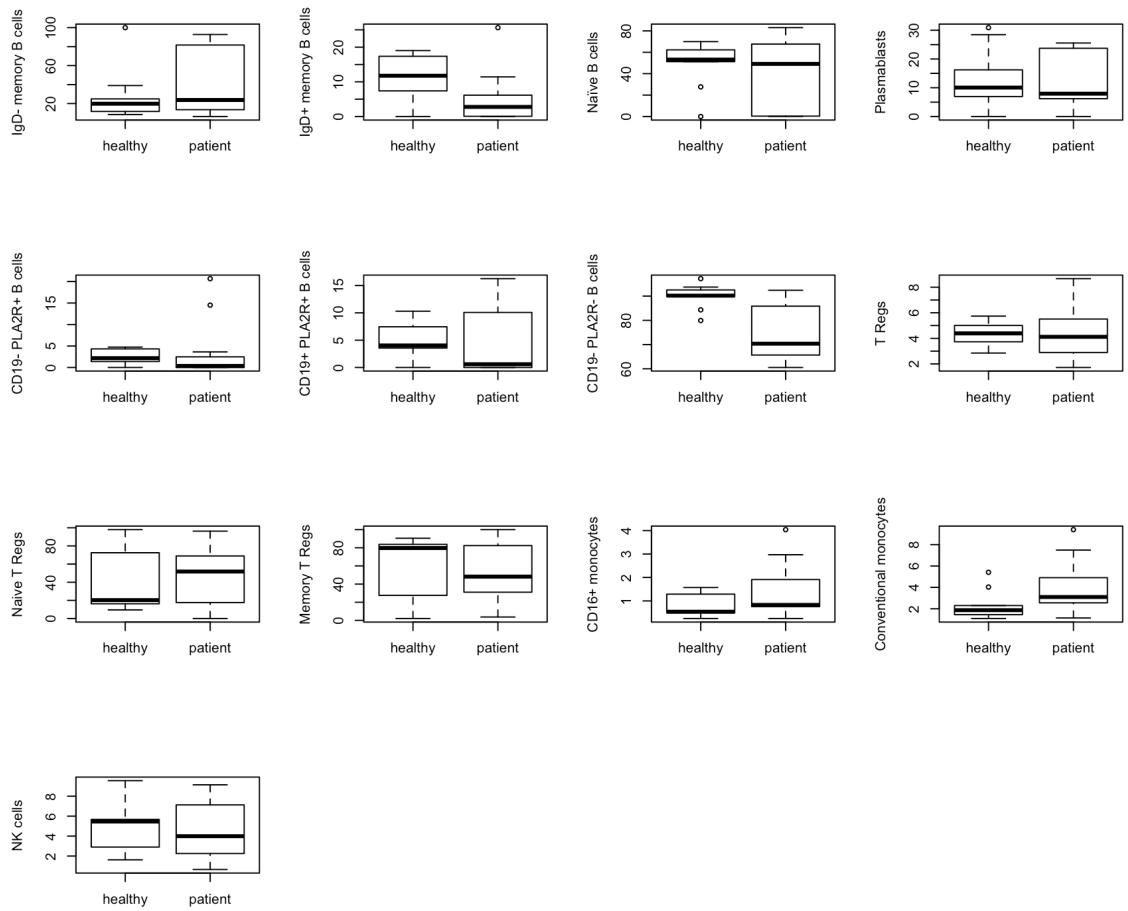 IgD- memory B cells
20
60
100
healthy
patient
IgD+ memory B cells
0
10
20
healthy
patient
Naïve B cells
0
40
80
healthy
patient
Plasmablasts
0
10
20
30
healthy
patient
CD19- PLA2R+ B cells
0
5
15
healthy
patient
CD19+ PLA2R+ B cells
0
5
10
15
healthy
patient
CD19- PLA2R- B cells
60
80
healthy
patient
T Regs
2
4
6
8
healthy
patient
Naive T Regs
0
40
80
healthy
patient
Memory T Regs
0
40
80
healthy
patient
CD16+ monocytes
1
2
3
4
healthy
patient
Conventional monocytes
2
4
6
8
healthy
patient
NK cells
2
4
6
8
healthy
patient